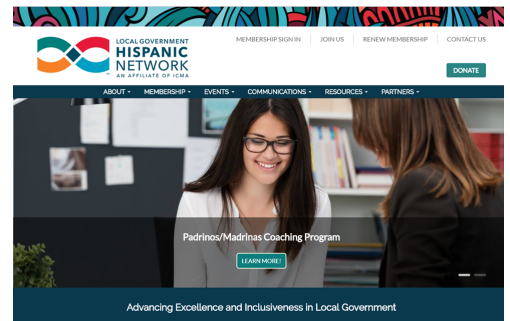 LOCAL GOVERNMENT
HISPANIC
NETWORK
AN AFFILIATE OF ICMA
MEMBERSHIP SIGN IN
JOIN US
RENEW MEMBERSHIP
CONTACT US
DONATE
ABOUT
MEMBERSHIP
EVENTS
COMMUNICATIONS
RESOURCES
PARTNERS
Padrinos/Madrinas Coaching Program
LEARN MORE!
Advancing Excellence and Inclusiveness in Local Government